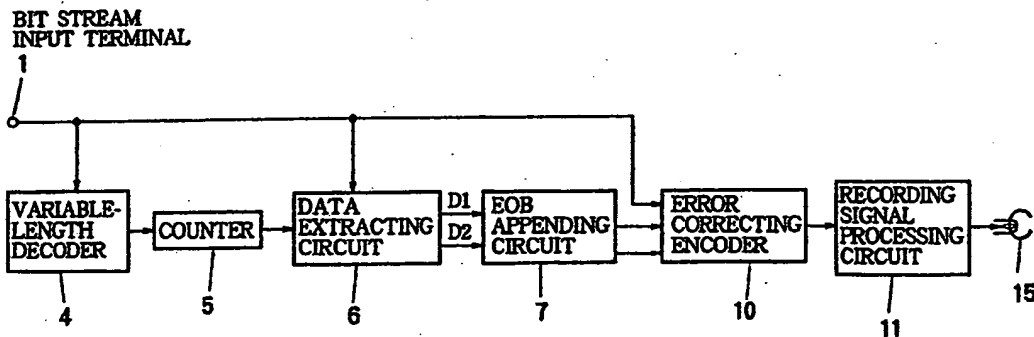 BIT STREAM
INPUT TERMINAL
1
VARIABLE-
LENGTH
DECODER
4
COUNTER
5
DATA
EXTRACTING
CIRCUIT
6
D1
D2
EOB
APPENDING
CIRCUIT
7
ERROR
CORRECTING
ENCODER
10
RECORDING
SIGNAL
PROCESSING
CIRCUIT
11
15